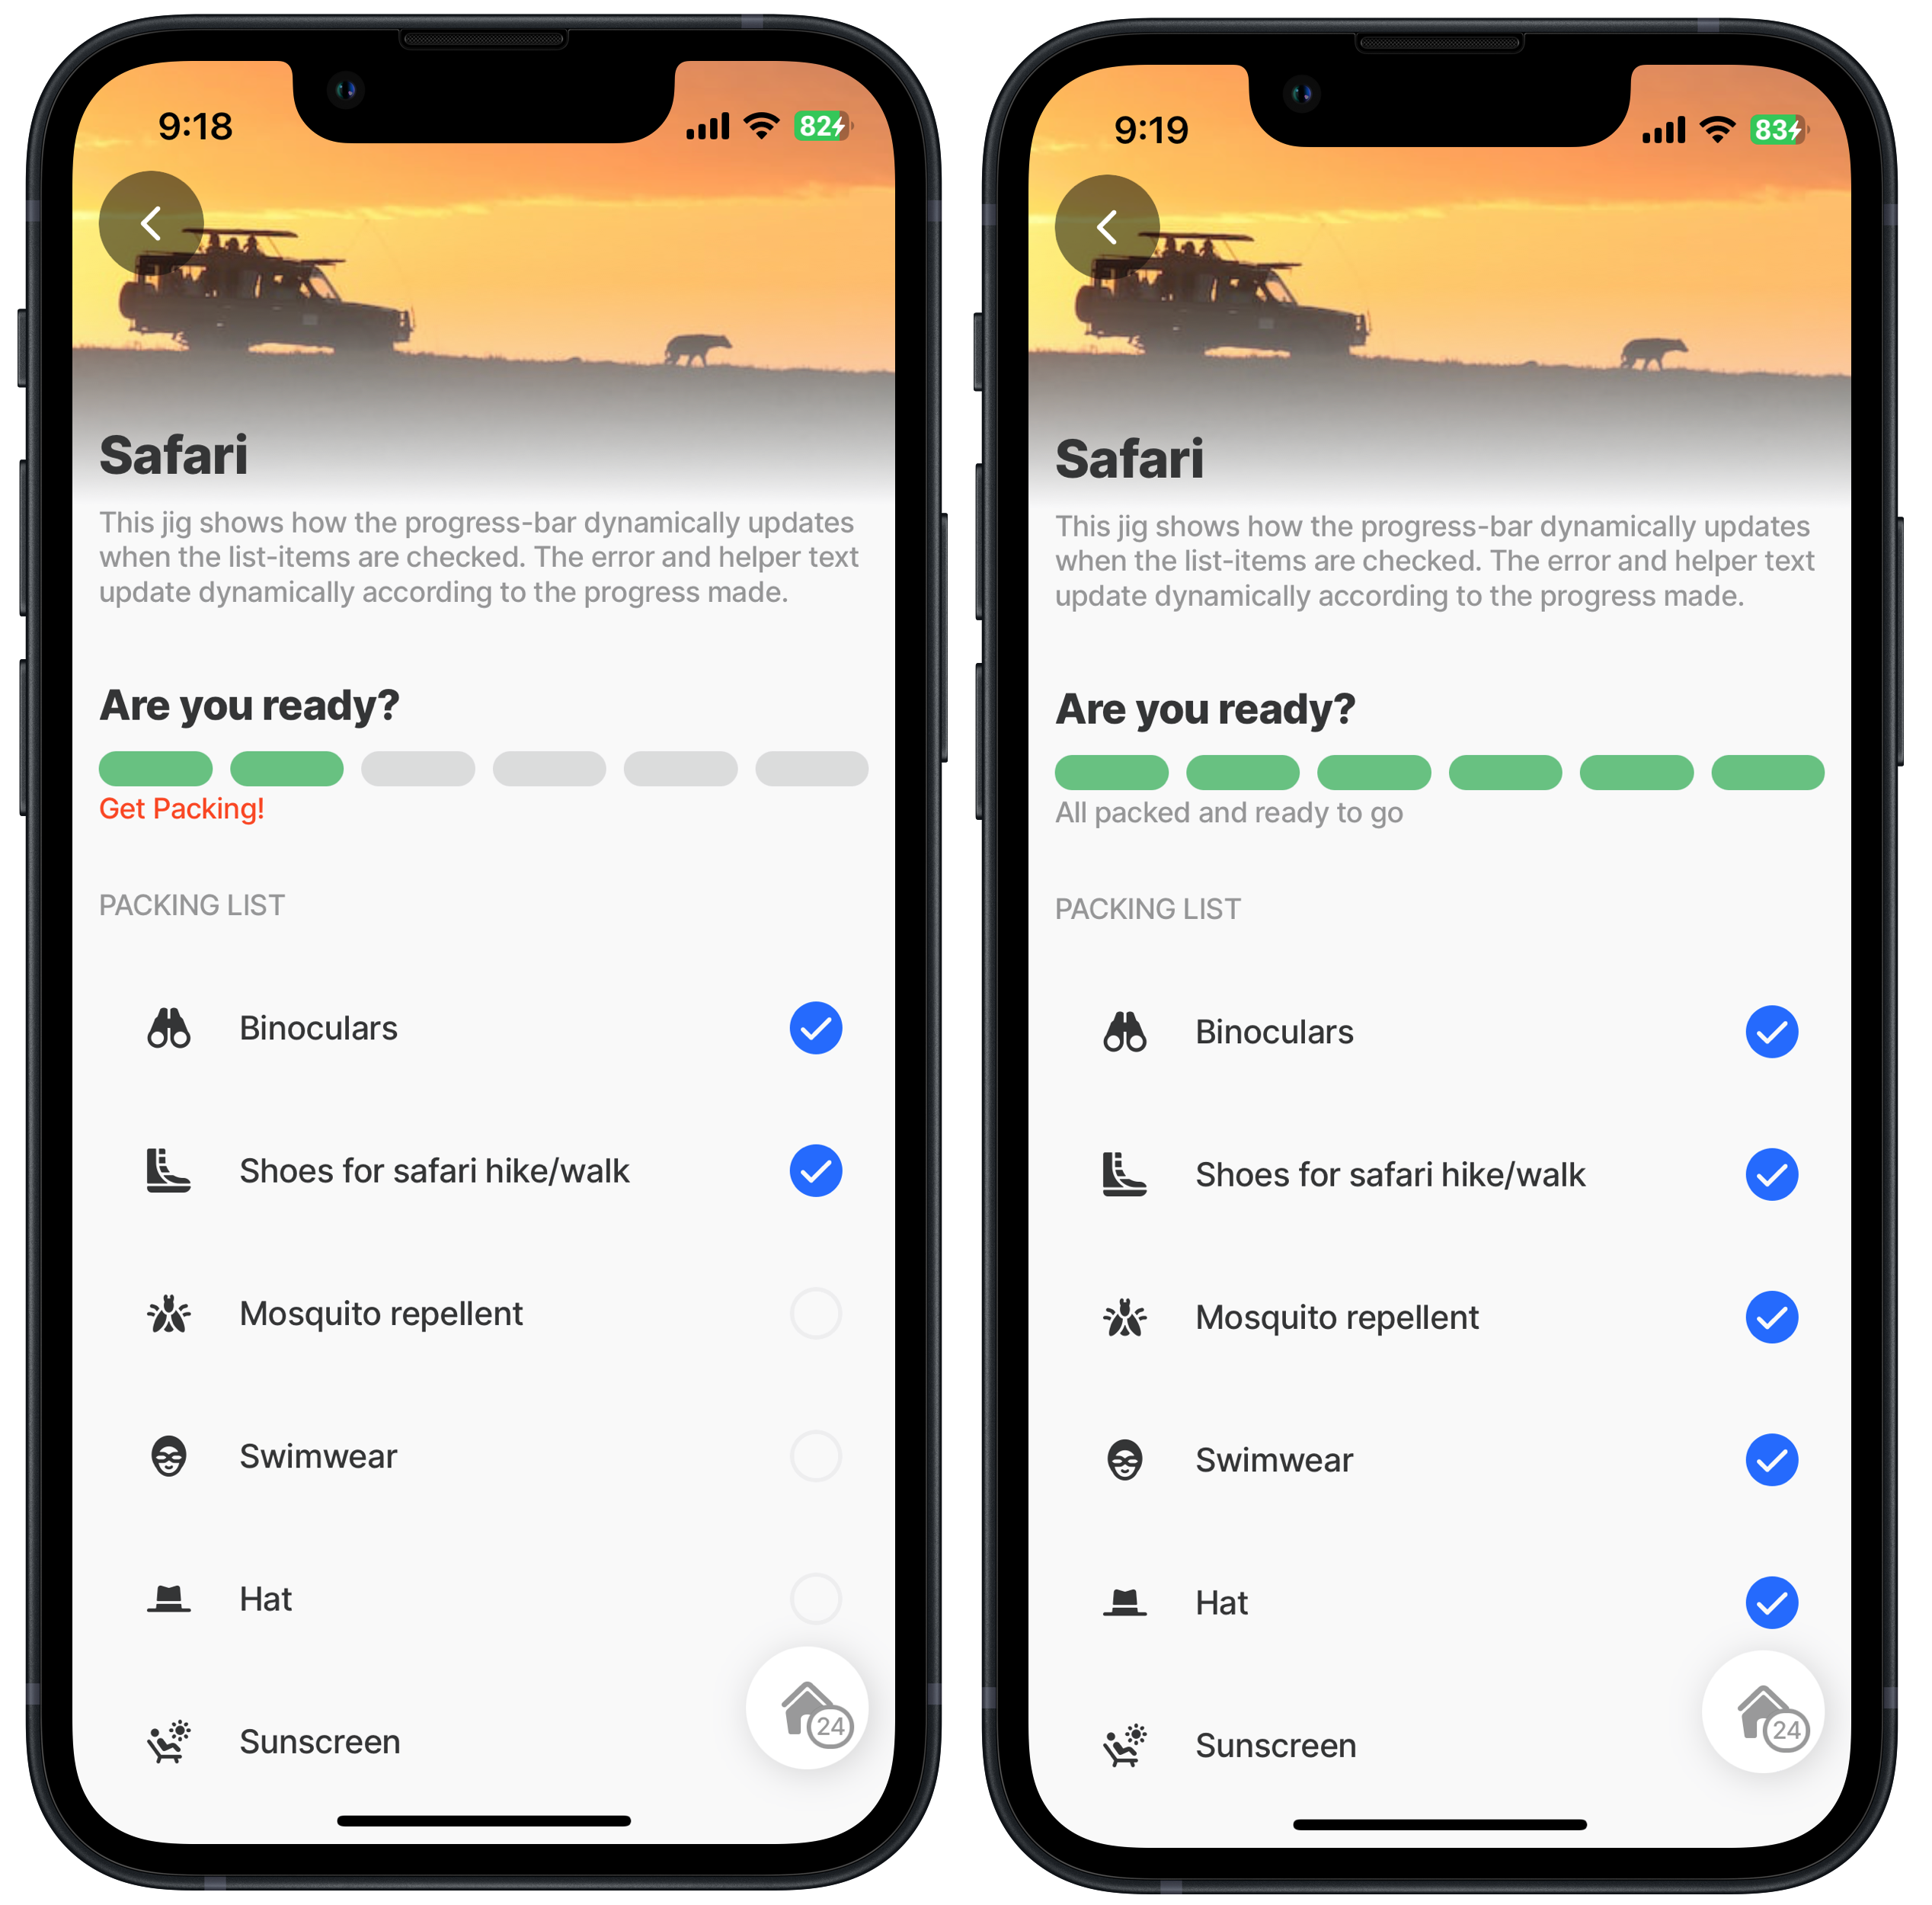 9:18
82
Safari
This jig shows how the progress-bar dynamically updates
when the list-items are checked. The error and helper text
update dynamically according to the progress made.
Are you ready?
Get Packing!
PACKING LIST
Binoculars
Shoes for safari hike/walk
Mosquito repellent
Swimwear
Hat
Sunscreen
24
9:19
83
Safari
This jig shows how the progress-bar dynamically updates
when the list-items are checked. The error and helper text
update dynamically according to the progress made.
Are you ready?
All packed and ready to go
PACKING LIST
Binoculars
Shoes for safari hike/walk
Mosquito repellent
Swimwear
Hat
Sunscreen
24